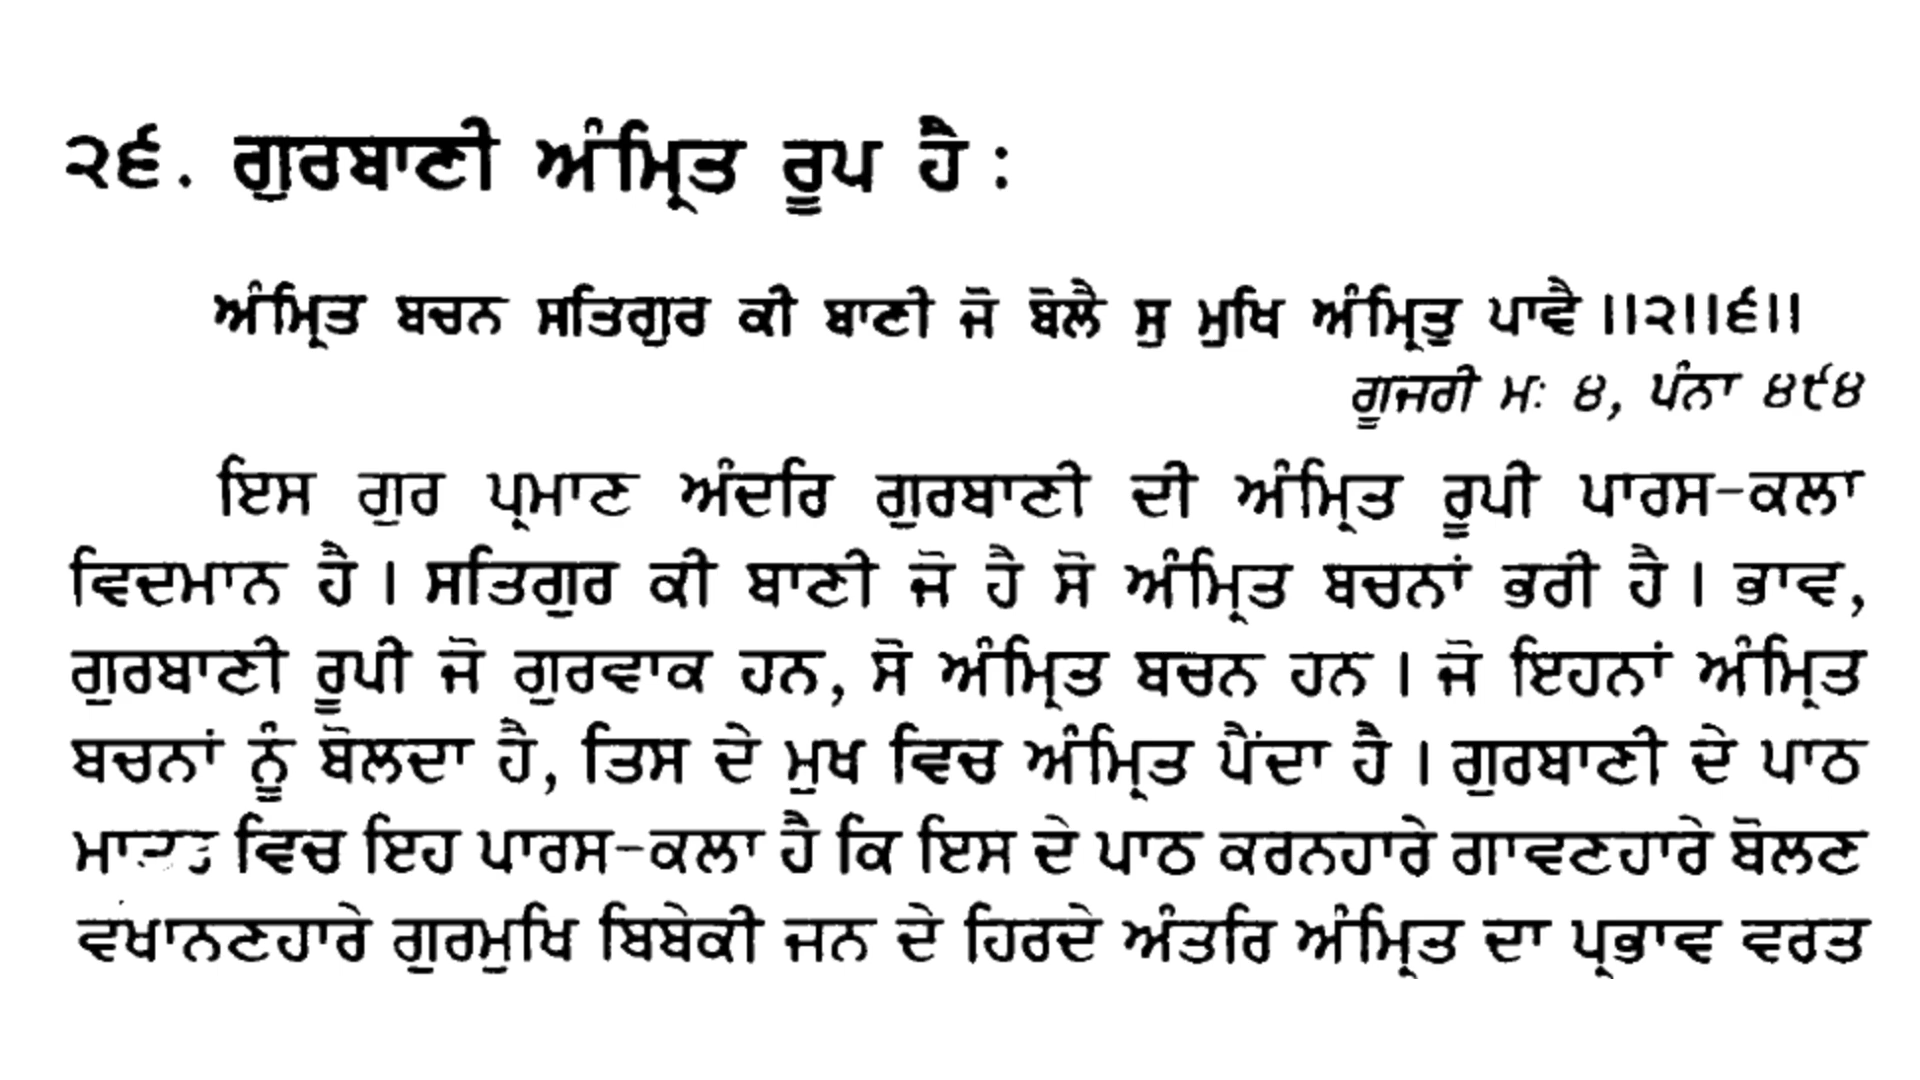 ੨੬. ਗੁਰਬਾਣੀ ਅੰਮ੍ਰਿਤ ਰੂਪ ਹੈ :
ਅੰਮ੍ਰਿਤ ਬਚਨ ਸਤਿਗੁਰ ਕੀ ਬਾਣੀ ਜੋ ਬੋਲੈ ਸੁ ਮੁਖਿ ਅੰਮ੍ਰਿਤੁ ਪਾਵੈ ॥੨॥੬॥
ਗੂਜਰੀ ਮਃ ੪, ਪੰਨਾ ੪੯੪
ਇਸ ਗੁਰ ਪ੍ਰਮਾਣ ਅੰਦਰਿ ਗੁਰਬਾਣੀ ਦੀ ਅੰਮ੍ਰਿਤ ਰੂਪੀ ਪਾਰਸ-ਕਲਾ
ਵਿਦਮਾਨ ਹੈ। ਸਤਿਗੁਰ ਕੀ ਬਾਣੀ ਜੋ ਹੈ ਸੋ ਅੰਮ੍ਰਿਤ ਬਚਨਾਂ ਭਰੀ ਹੈ। ਭਾਵ,
ਗੁਰਬਾਣੀ ਰੂਪੀ ਜੋ ਗੁਰਵਾਕ ਹਨ, ਸੋ ਅੰਮ੍ਰਿਤ ਬਚਨ ਹਨ। ਜੋ ਇਹਨਾਂ ਅੰਮ੍ਰਿਤ
ਬਚਨਾਂ ਨੂੰ ਬੋਲਦਾ ਹੈ, ਤਿਸ ਦੇ ਮੁਖ ਵਿਚ ਅੰਮ੍ਰਿਤ ਪੈਂਦਾ ਹੈ। ਗੁਰਬਾਣੀ ਦੇ ਪਾਠ
ਵਿਚ ਇਹ ਪਾਰਸ-ਕਲਾ ਹੈ ਕਿ ਇਸ ਦੇ ਪਾਠ ਕਰਨਹਾਰੇ ਗਾਵਣਹਾਰੇ ਬੋਲਣ
ਵਖਾਨਣਹਾਰੇ ਗੁਰਮੁਖਿ ਬਿਬੇਕੀ ਜਨ ਦੇ ਹਿਰਦੇ ਅੰਤਰਿ ਅੰਮ੍ਰਿਤ ਦਾ ਪ੍ਰਭਾਵ ਵਰਤ